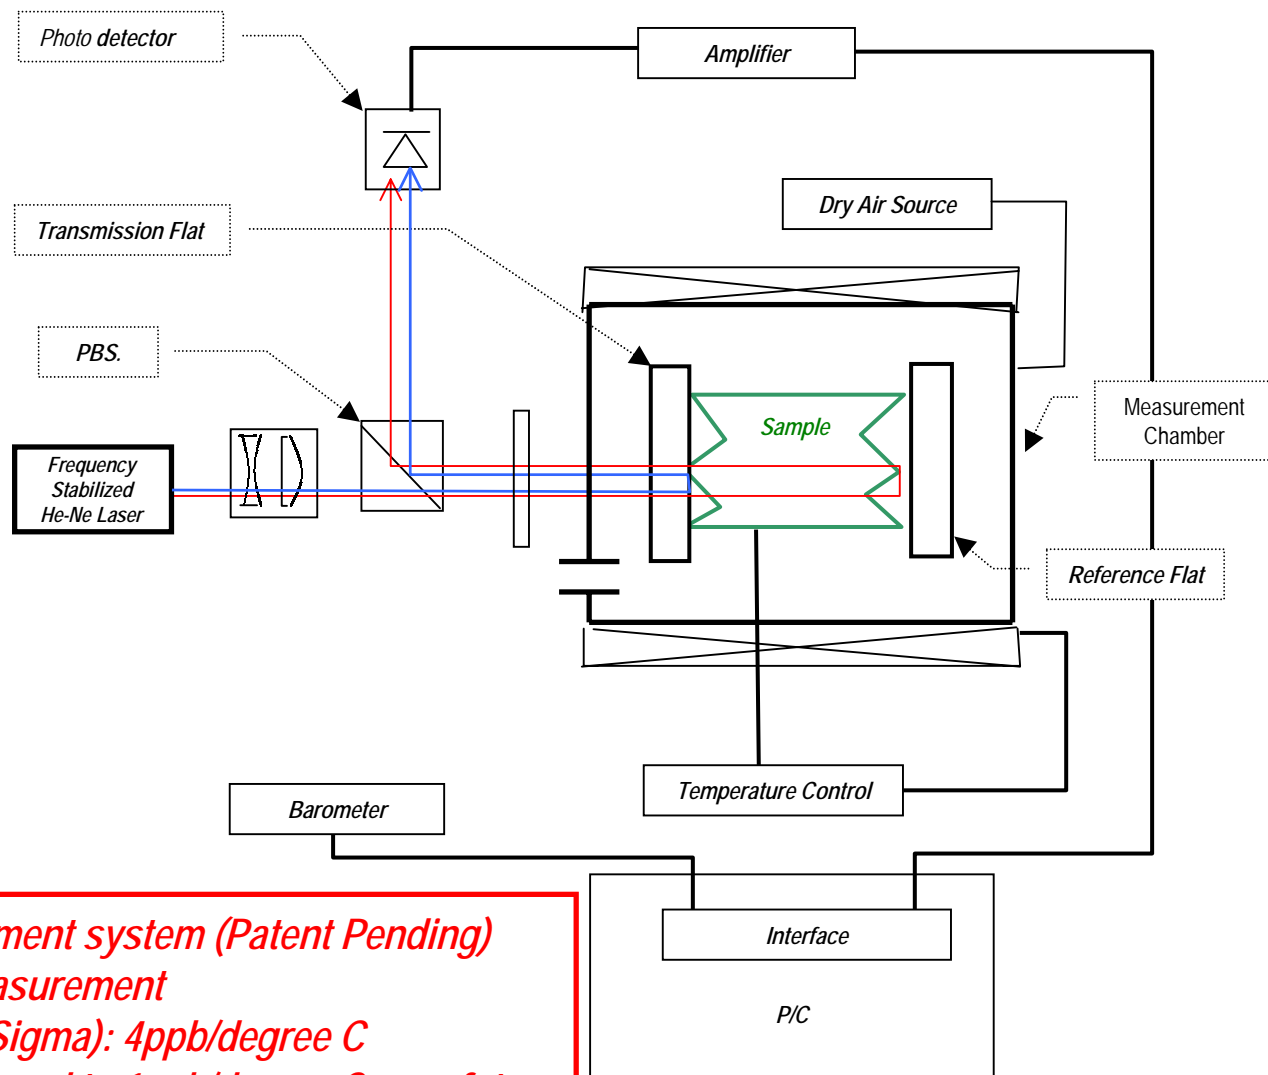 Photo detector
Amplifier
Dry Air Source
Transmission Flat
PBS.
Measurement
Chamber
Sample
Frequency
Stabilized
He-Ne Laser
Reference Flat
Temperature Control
Barometer
Interface
P/C
ment system (Patent Pending)
asurement
Sigma): 4ppb/degree C